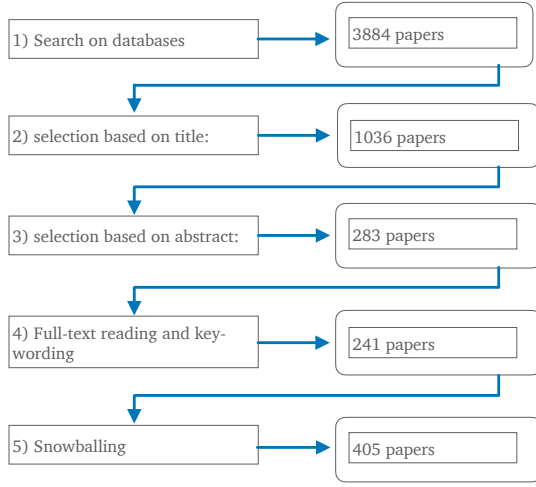 1) Search on databases
3884 papers
2) selection based on title:
1036 papers
3) selection based on abstract:
283 papers
4) Full-text reading and key-
wording
241 papers
5) Snowballing
405 papers